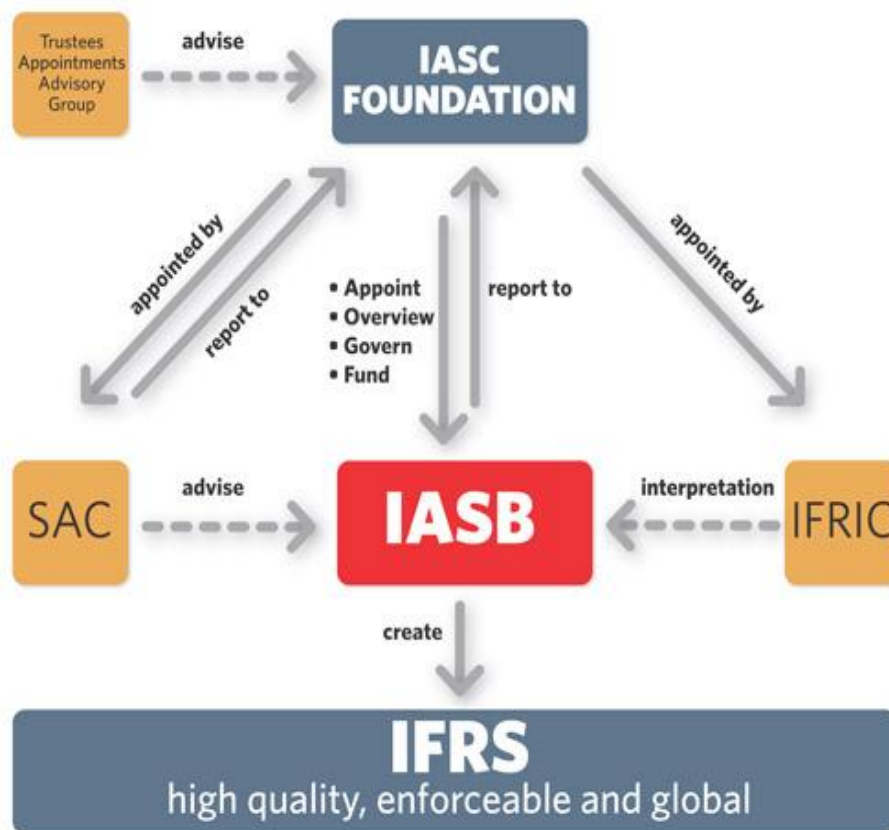 Trustees
Appointments
Advisory
Group
advise
IASC
FOUNDATION
appointed by
report to
• Appoint
• Overview
• Govern
• Fund
report to
appointed by
SAC
advise
IASB
interpretation
IFRIC
create
IFRS
high quality, enforceable and global